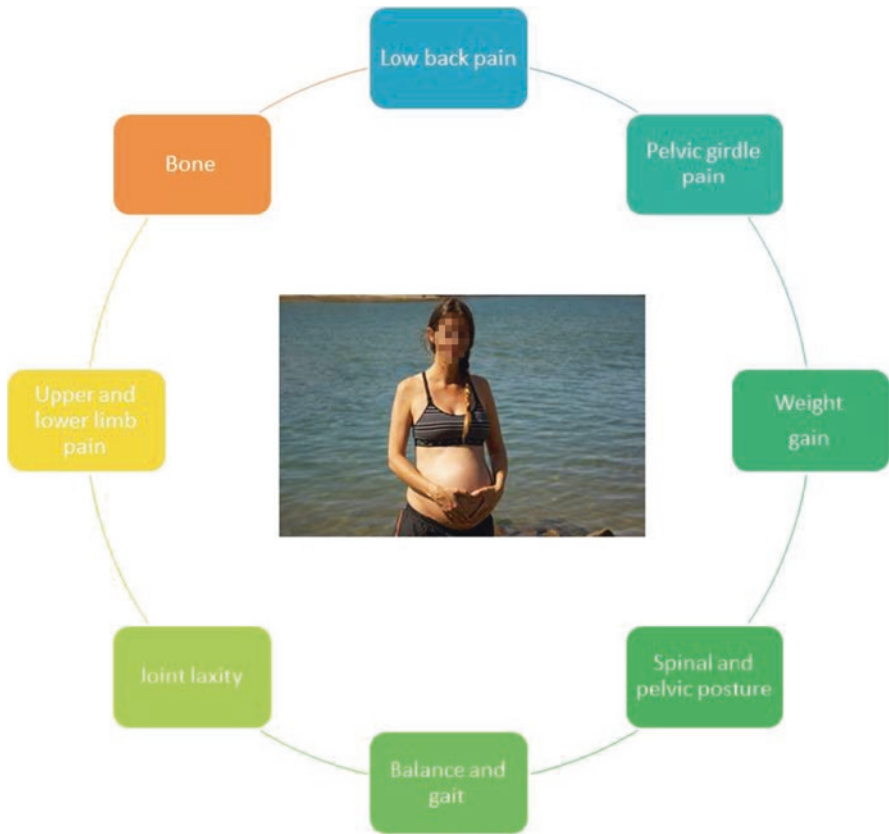 Low back pain
Pelvic girdle
pain
Weight
gain
Spinal and
pelvic posture
Balance and
gait
Joint laxity
Upper and
lower limb
pain
Bone